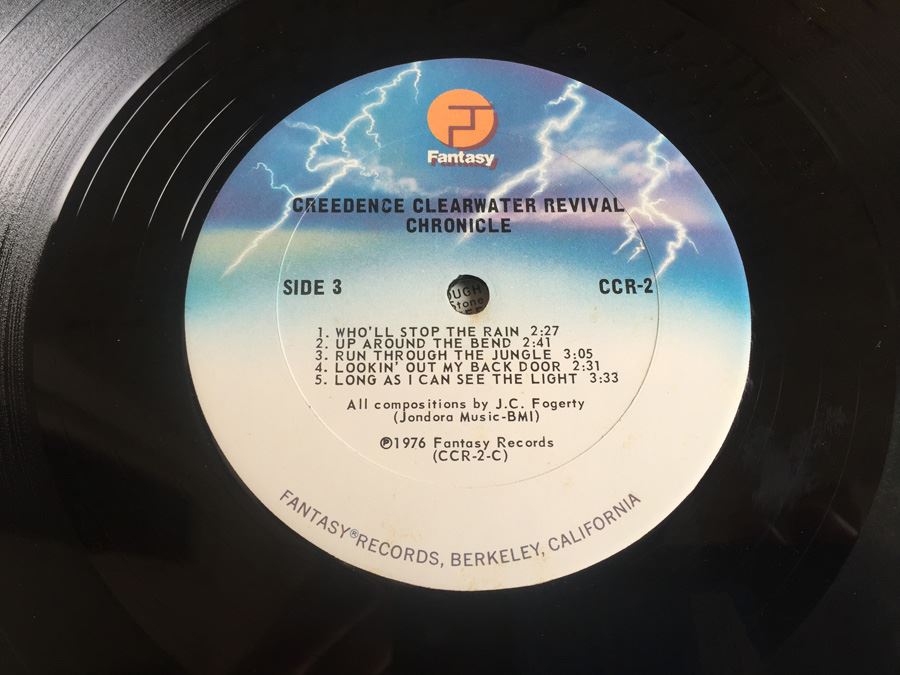 Fantasy
CREEDENCE CLEARWATER REVIVAL
CHRONICLE
SIDE 3
CCR-2
UGH
Stone
1. WHO'LL STOP THE RAIN 2:27
2. UP AROUND THE BEND 2:41
3. RUN THROUGH THE JUNGLE 3:05
4. LOOKIN' OUT MY BACK DOOR 2:31
5. LONG AS I CAN SEE THE LIGHT 3:33
All compositions by J.C. Fogerty
(Jondora Music-BMI)
℗1976 Fantasy Records
(CCR-2-C)
FANTASY® RECORDS, BERKELEY, CALIFORNIA